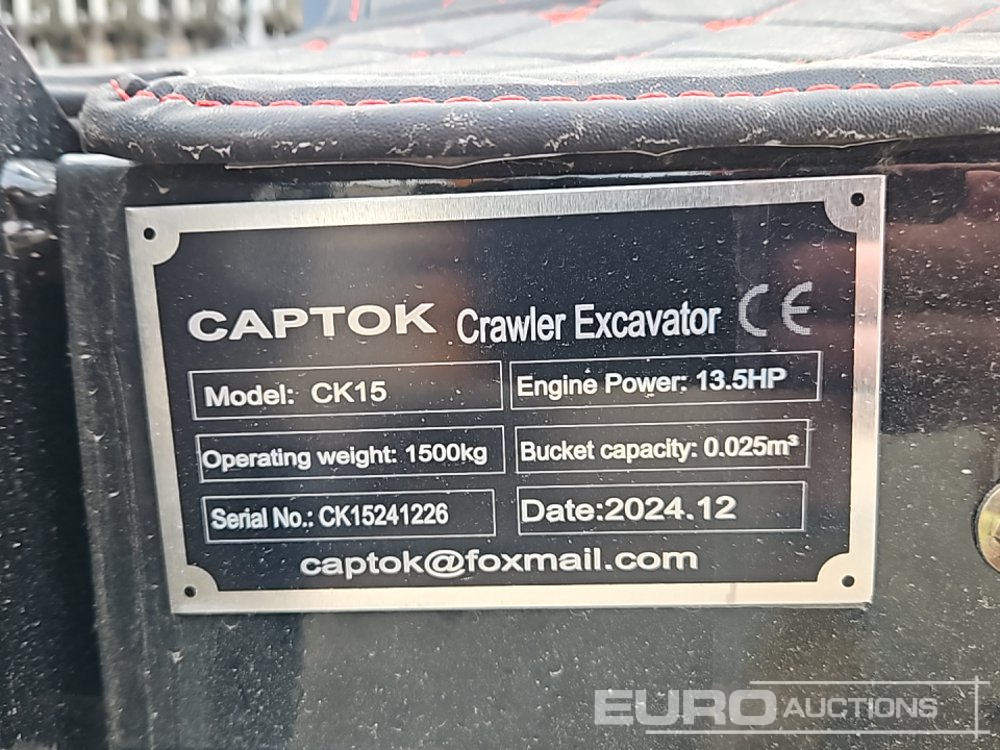 CAPTOK Crawler Excavator CE
Model: CK15 Engine Power: 13.5HP
Operating weight: 1500kg Bucket capacity: 0.025m³
Serial No.: CK15241226 Date:2024.12
captok@foxmail.com
EURO AUCTIONS